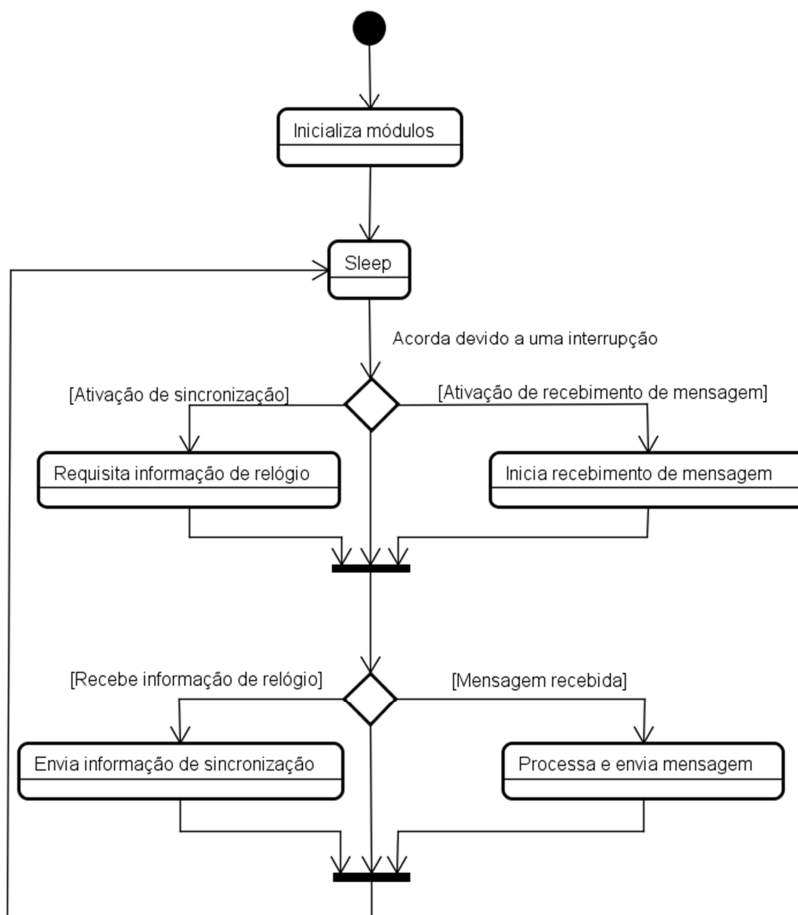 Inicializa módulos
Sleep
Acorda devido a uma interrupção
[Ativação de sincronização]
[Ativação de recebimento de mensagem]
Requisita informação de relógio
Inicia recebimento de mensagem
[Recebe informação de relógio]
[Mensagem recebida]
Envia informação de sincronização
Processa e envia mensagem